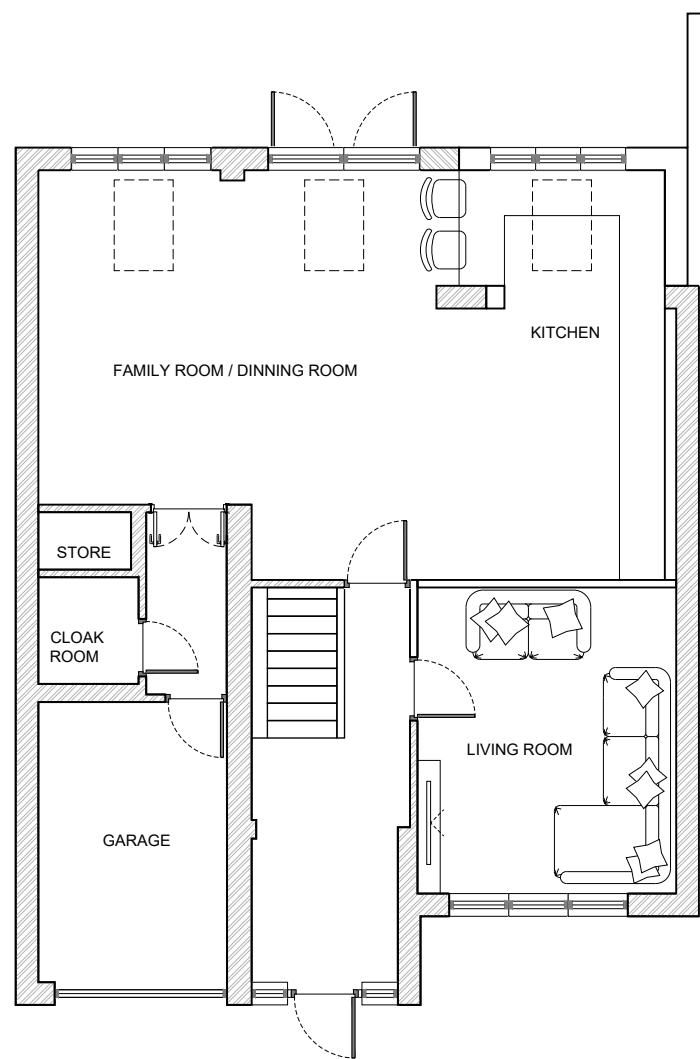 KITCHEN
FAMILY ROOM / DINNING ROOM
STORE
CLOAK
ROOM
LIVING ROOM
GARAGE